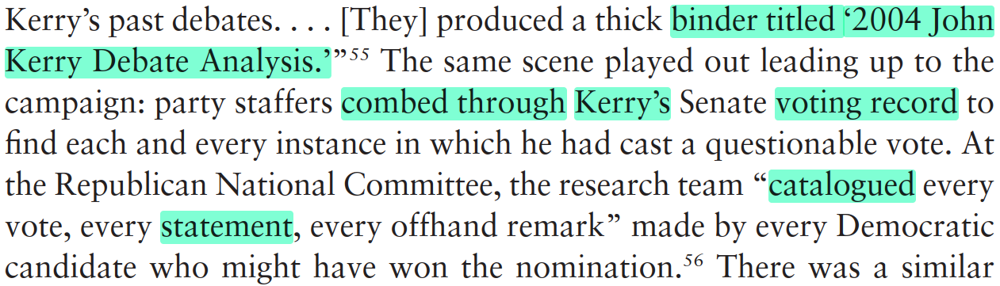 Kerry’s past debates. . . . [They] produced a thick binder titled ‘2004 John
Kerry Debate Analysis.’”55 The same scene played out leading up to the
campaign: party staffers combed through Kerry’s Senate voting record to
find each and every instance in which he had cast a questionable vote. At
the Republican National Committee, the research team “catalogued every
vote, every statement, every offhand remark” made by every Democratic
candidate who might have won the nomination.56 There was a similar